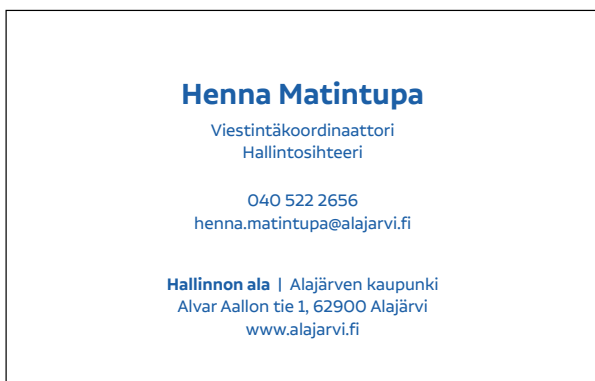 Henna Matintupa
Viestintäkoordinaattori
Hallintosihteeri
040 522 2656
henna.matintupa@alajarvi.fi
Hallinnon ala | Alajärven kaupunki
Alvar Aallon tie 1, 62900 Alajärvi
www.alajarvi.fi